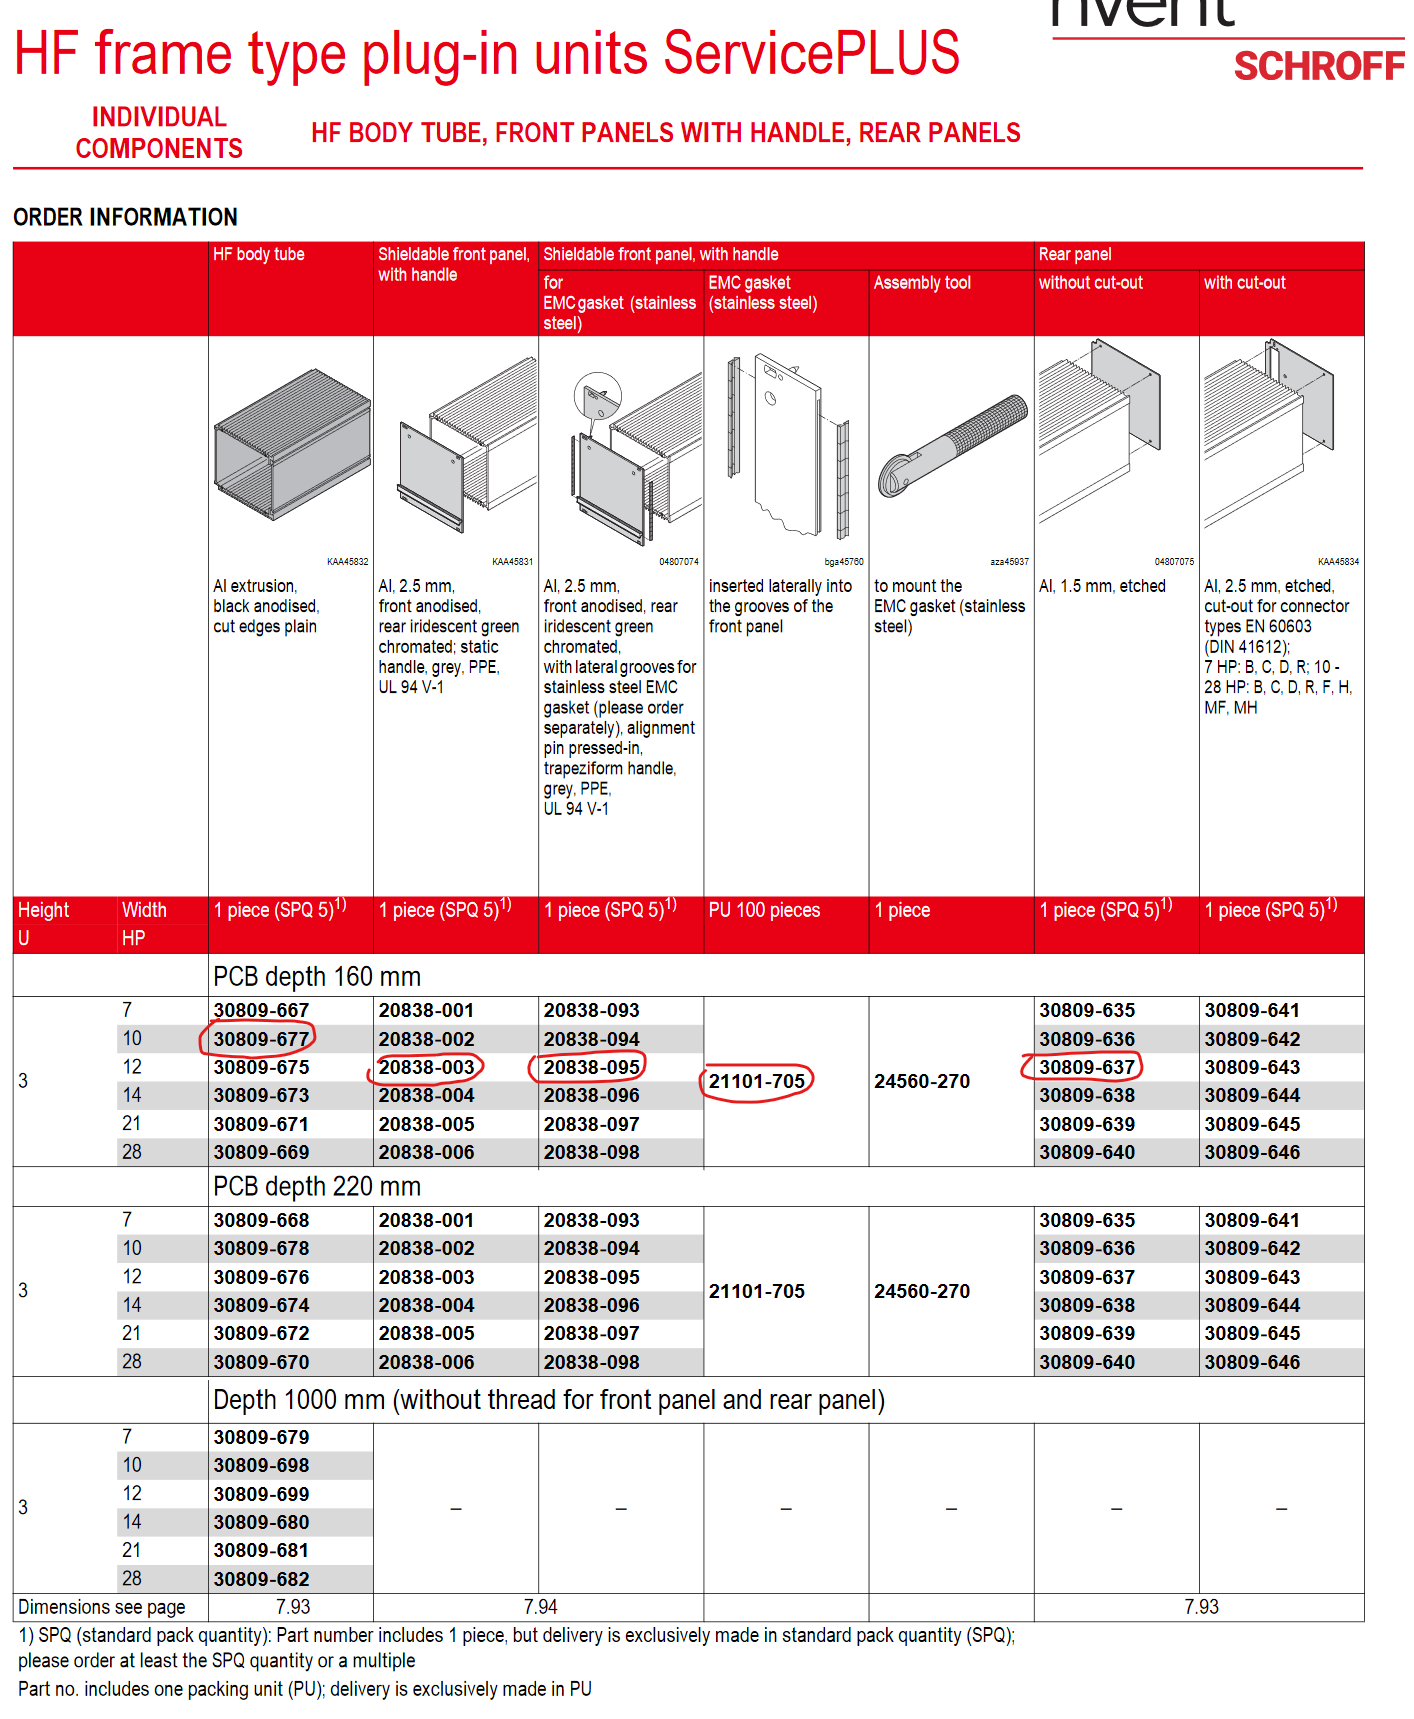 nvent
HF frame type plug-in units ServicePLUS
SCHROFF
INDIVIDUAL
COMPONENTS
HF BODY TUBE, FRONT PANELS WITH HANDLE, REAR PANELS
ORDER INFORMATION
HF body tube
Shieldable front panel,
with handle
Shieldable front panel, with handle
Rear panel
for
EMC gasket (stainless
steel)
EMC gasket
(stainless steel)
Assembly tool
without cut-out
with cut-out
KAA45832
KAA45831
04807074
bga45760
aza45937
04807075
KAA45834
Al extrusion,
black anodised,
cut edges plain
Al, 2.5 mm,
front anodised,
rear iridescent green
chromated; static
handle, grey, PPE,
UL 94 V-1
Al, 2.5 mm,
front anodised, rear
iridescent green
chromated,
with lateral grooves for
stainless steel EMC
gasket (please order
separately), alignment
pin pressed-in,
trapeziform handle,
grey, PPE,
UL 94 V-1
inserted laterally into
the grooves of the
front panel
to mount the
EMC gasket (stainless
steel)
Al, 1.5 mm, etched
Al, 2.5 mm, etched,
cut-out for connector
types EN 60603
(DIN 41612);
7 HP: B, C, D, R; 10 -
28 HP: B, C, D, R, F, H,
MF, MH
Height Width 1 piece (SPQ 5)1) 1 piece (SPQ 5)1) 1 piece (SPQ 5)1) PU 100 pieces 1 piece 1 piece (SPQ 5)1) 1 piece (SPQ 5)1)
U HP
PCB depth 160 mm
7 30809-667 20838-001 20838-093 30809-635 30809-641
10 30809-677 20838-002 20838-094 30809-636 30809-642
12 30809-675 20838-003 20838-095 30809-637 30809-643
3 21101-705 24560-270
14 30809-673 20838-004 20838-096 30809-638 30809-644
21 30809-671 20838-005 20838-097 30809-639 30809-645
28 30809-669 20838-006 20838-098 30809-640 30809-646
PCB depth 220 mm
7 30809-668 20838-001 20838-093 30809-635 30809-641
10 30809-678 20838-002 20838-094 30809-636 30809-642
12 30809-676 20838-003 20838-095 30809-637 30809-643
3 21101-705 24560-270
14 30809-674 20838-004 20838-096 30809-638 30809-644
21 30809-672 20838-005 20838-097 30809-639 30809-645
28 30809-670 20838-006 20838-098 30809-640 30809-646
Depth 1000 mm (without thread for front panel and rear panel)
7 30809-679
10 30809-698
12 30809-699
3 – – – – – –
14 30809-680
21 30809-681
28 30809-682
Dimensions see page 7.93 7.94 7.93
1) SPQ (standard pack quantity): Part number includes 1 piece, but delivery is exclusively made in standard pack quantity (SPQ);
please order at least the SPQ quantity or a multiple
Part no. includes one packing unit (PU); delivery is exclusively made in PU